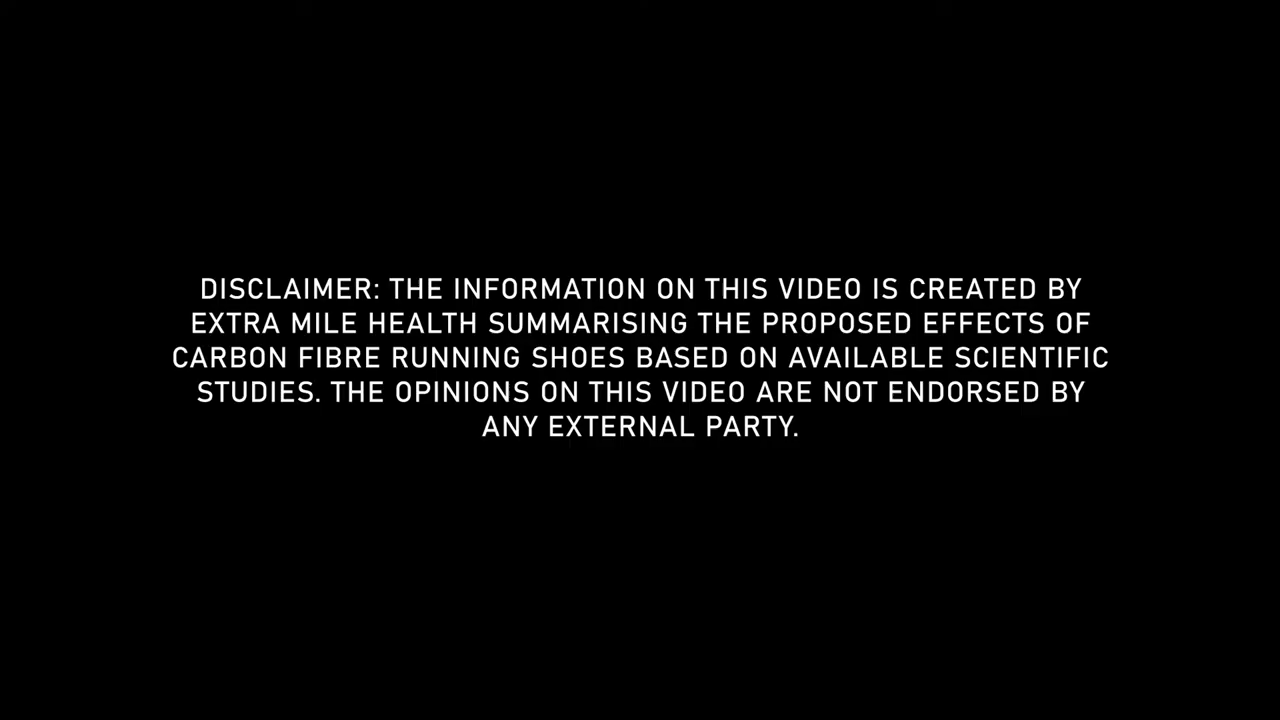 DISCLAIMER: THE INFORMATION ON THIS VIDEO IS CREATED BY
EXTRA MILE HEALTH SUMMARISING THE PROPOSED EFFECTS OF
CARBON FIBRE RUNNING SHOES BASED ON AVAILABLE SCIENTIFIC
STUDIES. THE OPINIONS ON THIS VIDEO ARE NOT ENDORSED BY
ANY EXTERNAL PARTY.